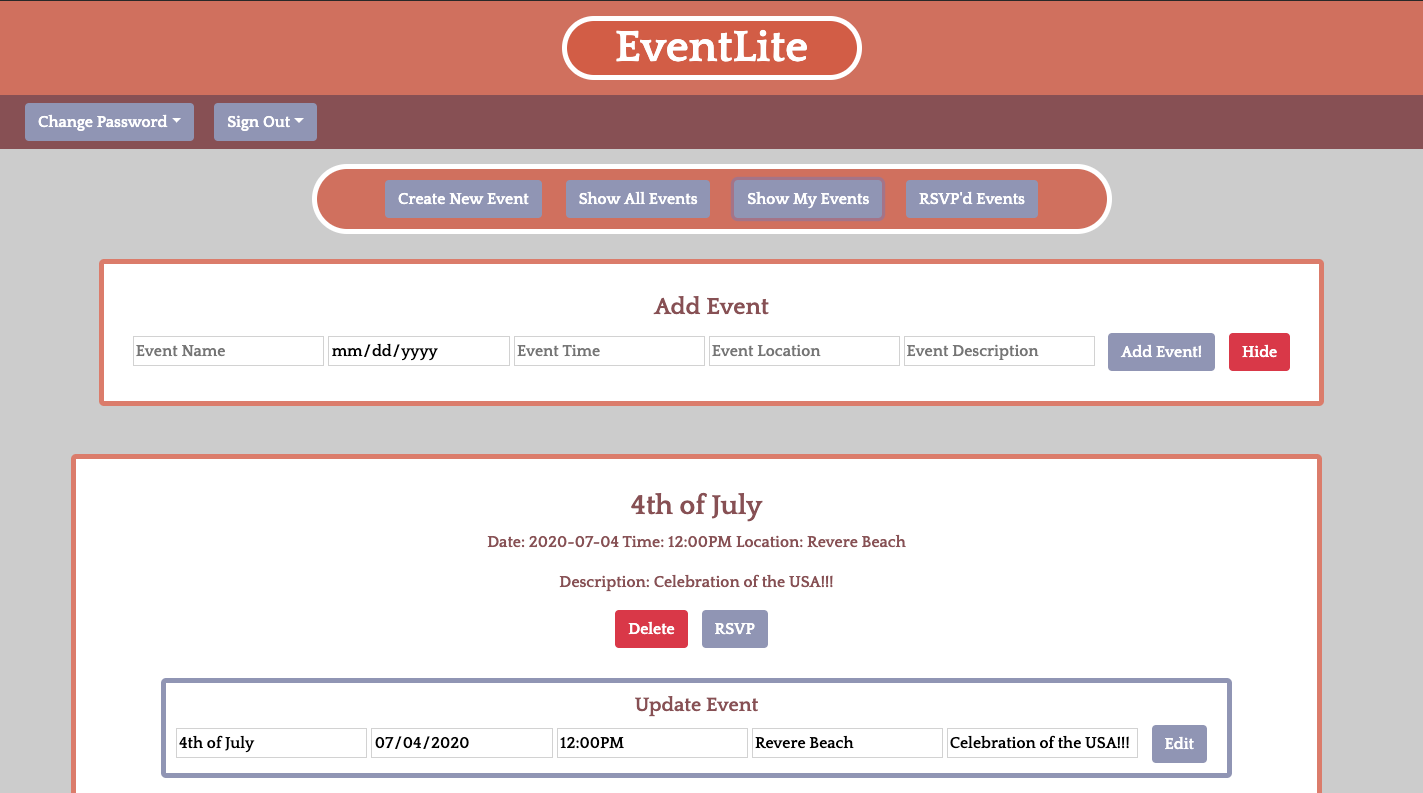 EventLite
Change Password Sign Out
Create New Event Show All Events Show My Events RSVP'd Events
Add Event
Event Name mm/dd/yyyy Event Time Event Location Event Description Add Event! Hide
4th of July
Date: 2020-07-04 Time: 12:00PM Location: Revere Beach
Description: Celebration of the USA!!!
Delete RSVP
Update Event
4th of July 07/04/2020 12:00PM Revere Beach Celebration of the USA!!! Edit